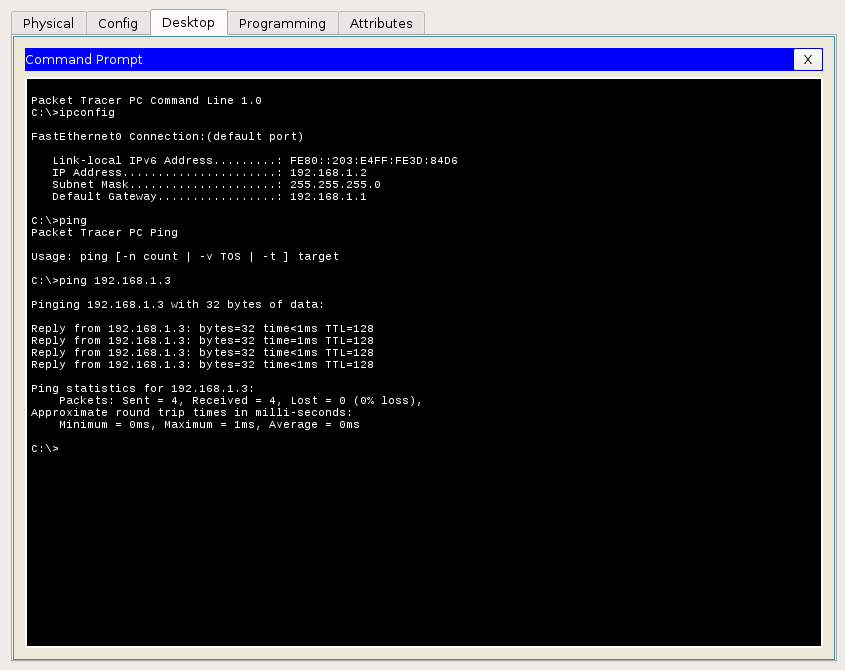 Physical Config Desktop Programming Attributes
Command Prompt X
Packet Tracer PC Command Line 1.0
C:\>ipconfig
FastEthernet0 Connection:(default port)
Link-local IPv6 Address.........: FE80::203:E4FF:FE3D:84D6
IP Address......................: 192.168.1.2
Subnet Mask.....................: 255.255.255.0
Default Gateway.................: 192.168.1.1
C:\>ping
Packet Tracer PC Ping
Usage: ping [-n count | -v TOS | -t ] target
C:\>ping 192.168.1.3
Pinging 192.168.1.3 with 32 bytes of data:
Reply from 192.168.1.3: bytes=32 time<1ms TTL=128
Reply from 192.168.1.3: bytes=32 time=1ms TTL=128
Reply from 192.168.1.3: bytes=32 time<1ms TTL=128
Reply from 192.168.1.3: bytes=32 time<1ms TTL=128
Ping statistics for 192.168.1.3:
Packets: Sent = 4, Received = 4, Lost = 0 (0% loss),
Approximate round trip times in milli-seconds:
Minimum = 0ms, Maximum = 1ms, Average = 0ms
C:\>